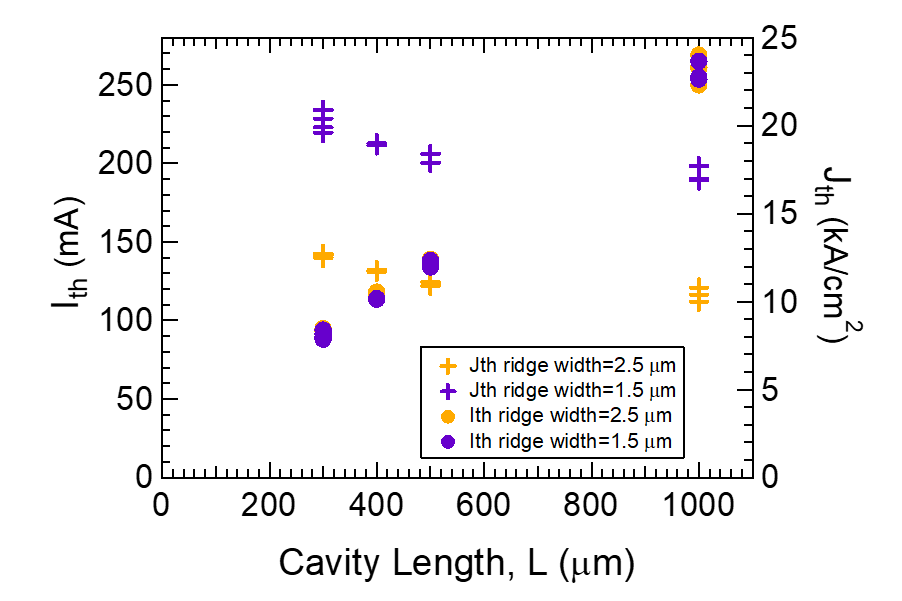 250
200
150
100
50
0
I_th (mA)
25
20
15
10
5
0
J_th (kA/cm²)
Jth ridge width=2.5 μm
Jth ridge width=1.5 μm
Ith ridge width=2.5 μm
Ith ridge width=1.5 μm
0 200 400 600 800 1000
Cavity Length, L (μm)